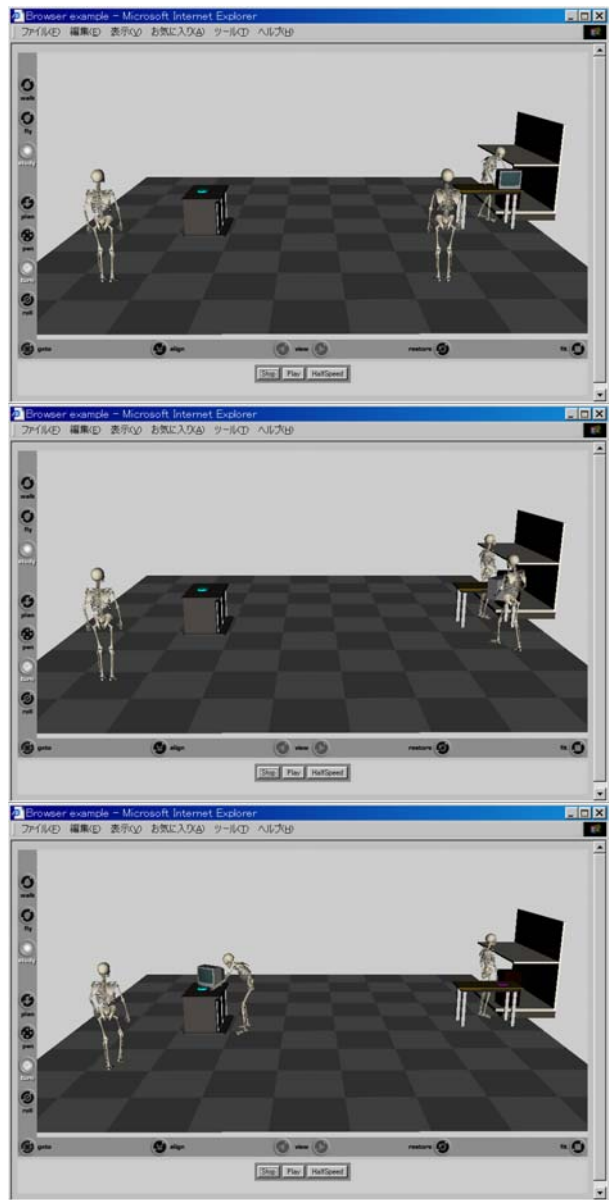 Browser example - Microsoft Internet Explorer
ファイル(F) 編集(E) 表示(V) お気に入り(A) ツール(T) ヘルプ(H)
walk
fly
study
plan
pan
turn
roll
goto align view restore fit
Stop Play HalfSpeed
Browser example - Microsoft Internet Explorer
ファイル(F) 編集(E) 表示(V) お気に入り(A) ツール(T) ヘルプ(H)
walk
fly
study
plan
pan
turn
roll
goto align view restore fit
Stop Play HalfSpeed
Browser example - Microsoft Internet Explorer
ファイル(F) 編集(E) 表示(V) お気に入り(A) ツール(T) ヘルプ(H)
walk
fly
study
plan
pan
turn
roll
goto align view restore fit
Stop Play HalfSpeed